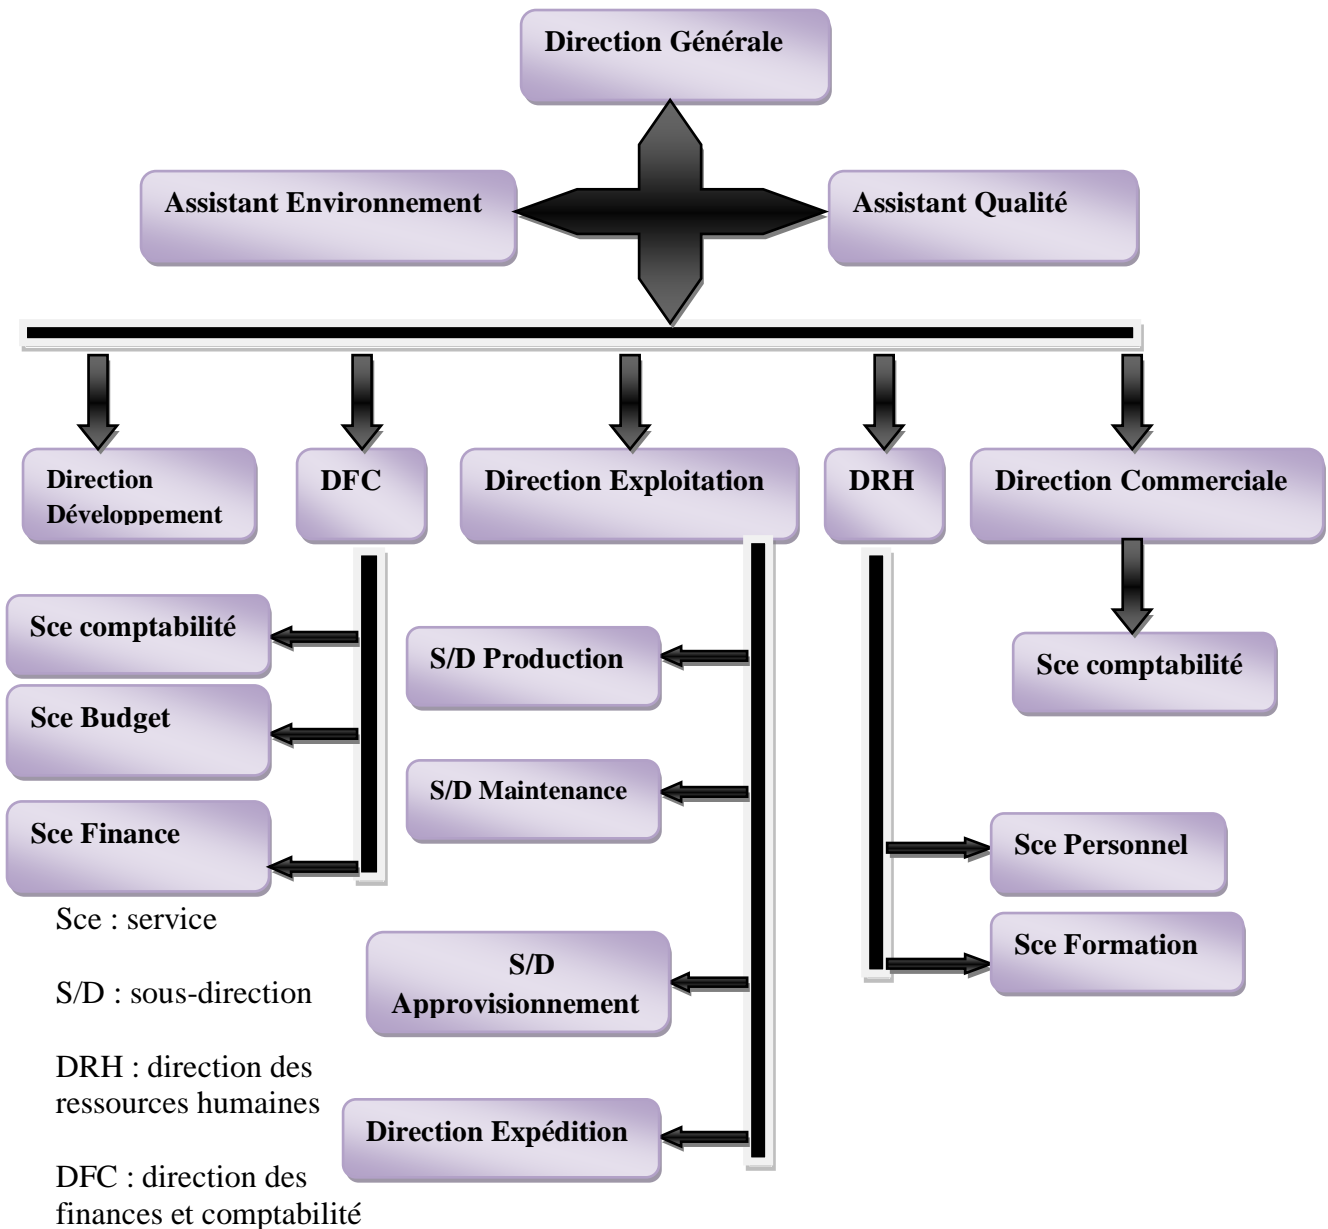 Direction Générale
Assistant Environnement
Assistant Qualité
Direction
Développement
DFC
Direction Exploitation
DRH
Direction Commerciale
Sce comptabilité
Sce Budget
Sce Finance
S/D Production
S/D Maintenance
S/D
Approvisionnement
Direction Expédition
Sce comptabilité
Sce Personnel
Sce Formation
Sce : service
S/D : sous-direction
DRH : direction des
ressources humaines
DFC : direction des
finances et comptabilité